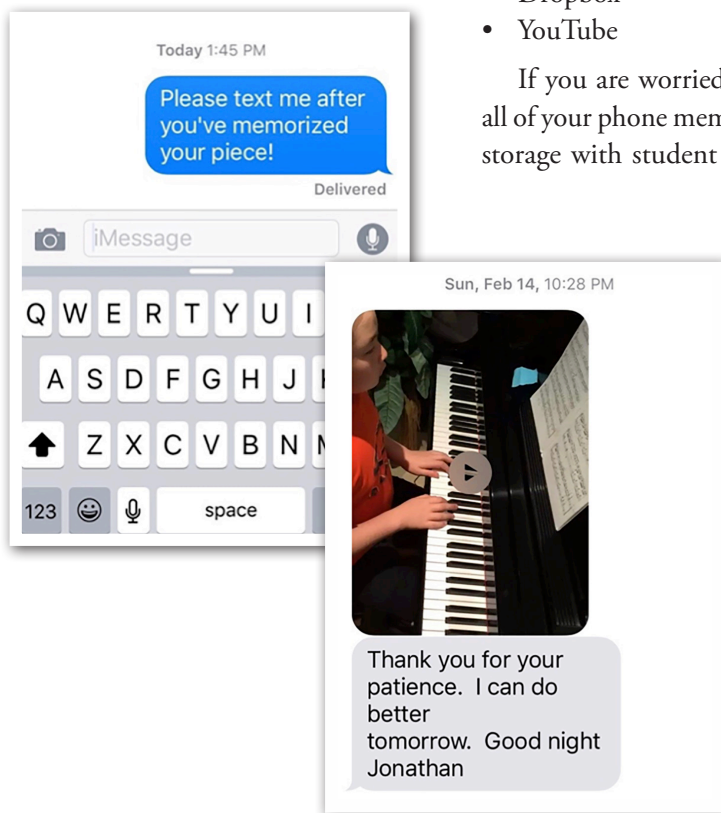 Dropbox
• YouTube
If you are worried
all of your phone mem
storage with student
Today 1:45 PM
Please text me after
you've memorized
your piece!
Delivered
iMessage
Q W E R T Y U I
A S D F G H J
Z X C V B N
123 space
Sun, Feb 14, 10:28 PM
Thank you for your
patience. I can do
better
tomorrow. Good night
Jonathan